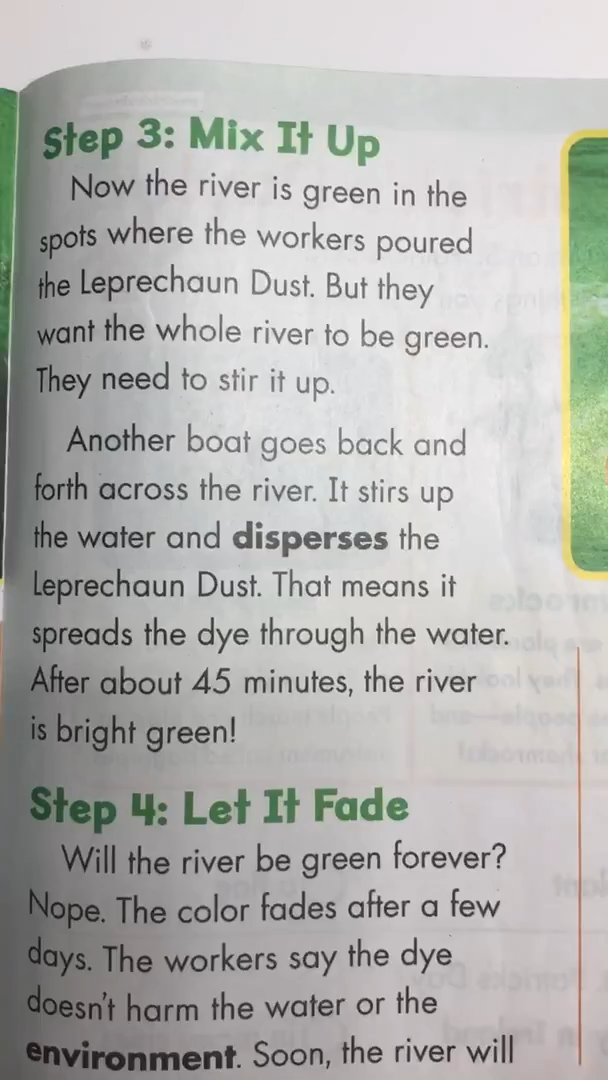 Step 3: Mix It Up
Now the river is green in the
spots where the workers poured
the Leprechaun Dust. But they
want the whole river to be green.
They need to stir it up.
Another boat goes back and
forth across the river. It stirs up
the water and disperses the
Leprechaun Dust. That means it
spreads the dye through the water.
After about 45 minutes, the river
is bright green!
Step 4: Let It Fade
Will the river be green forever?
Nope. The color fades after a few
days. The workers say the dye
doesn't harm the water or the
environment. Soon, the river will